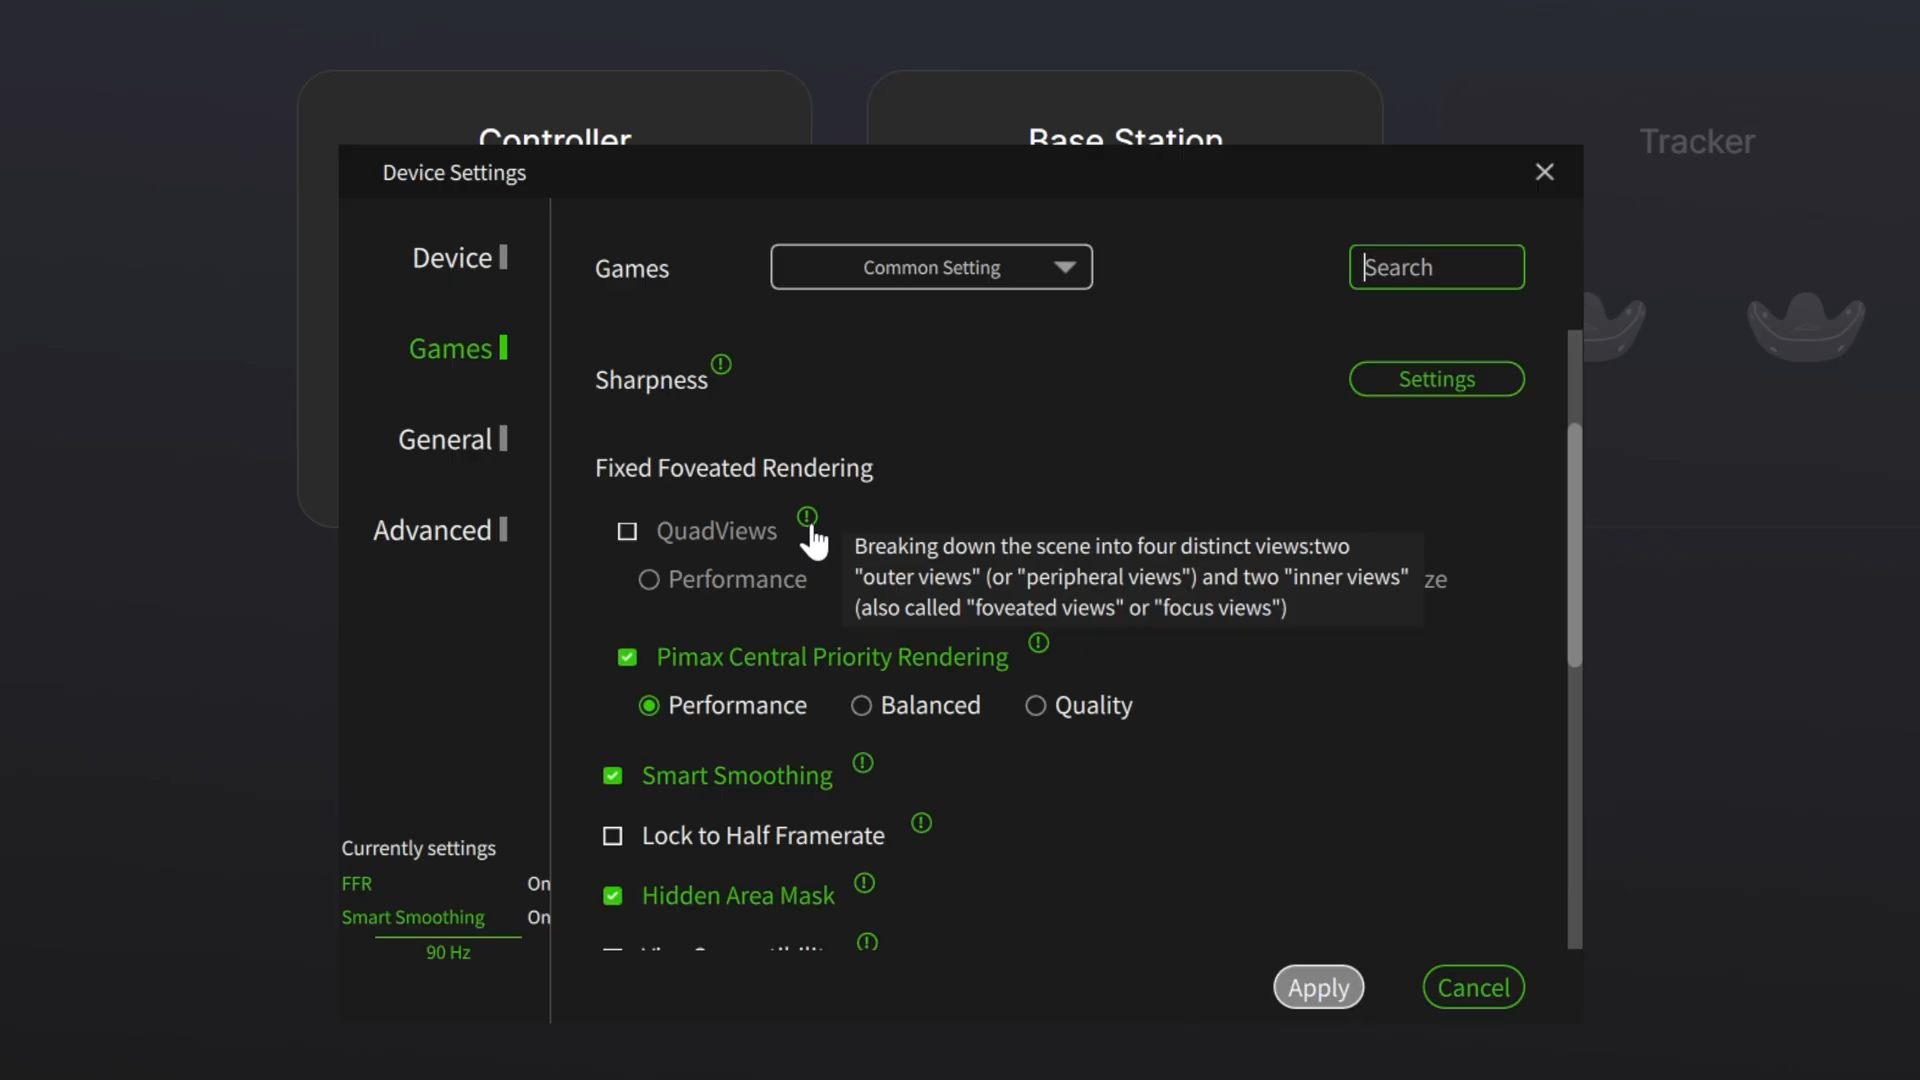 Controller
Base Station
Tracker
Device Settings
Device
Games
General
Advanced
Games
Common Setting
Search
Sharpness
Settings
Fixed Foveated Rendering
QuadViews
Breaking down the scene into four distinct views:two
"outer views" (or "peripheral views") and two "inner views"
(also called "foveated views" or "focus views")
Performance
ze
Pimax Central Priority Rendering
Performance
Balanced
Quality
Smart Smoothing
Lock to Half Framerate
Hidden Area Mask
Currently settings
FFR On
Smart Smoothing On
90 Hz
Apply
Cancel